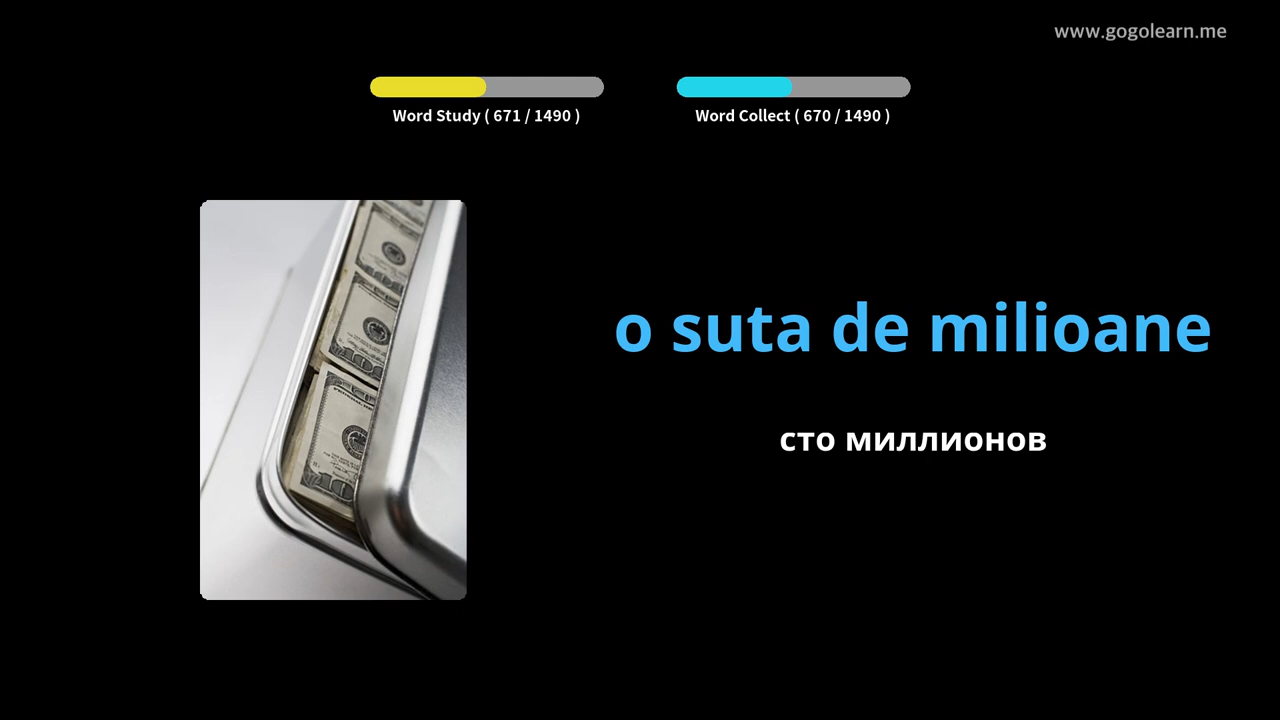 www.gogolearn.me
Word Study ( 671 / 1490 )
Word Collect ( 670 / 1490 )
o suta de milioane
сто миллионов